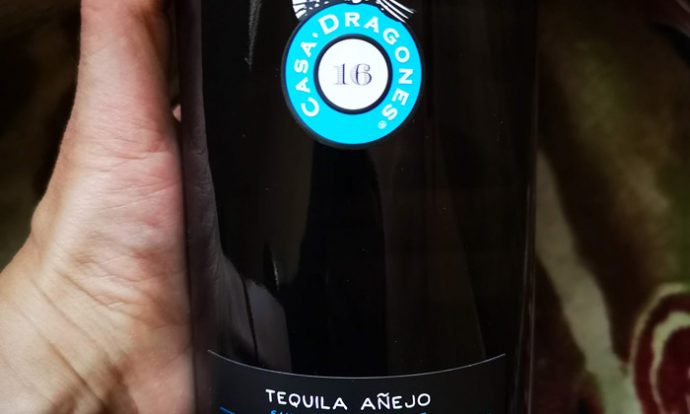 CASA · DRAGONES®
16
TEQUILA AÑEJO